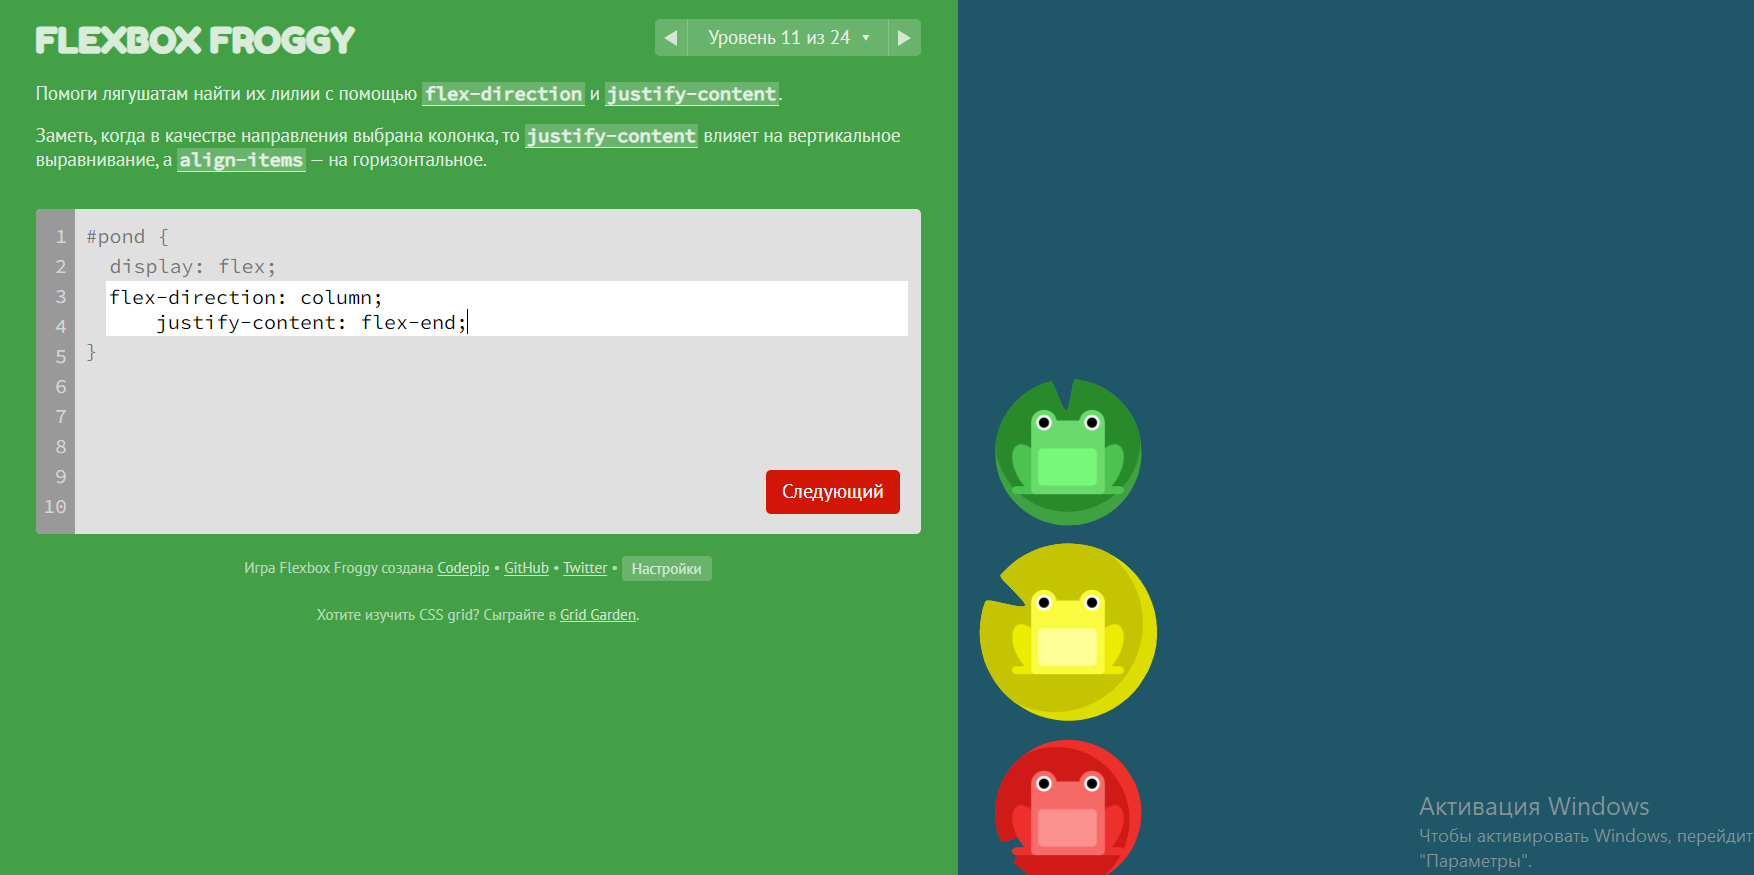 FLEXBOX FROGGY
Уровень 11 из 24
Помоги лягушатам найти их лилии с помощью flex-direction и justify-content.
Заметь, когда в качестве направления выбрана колонка, то justify-content влияет на вертикальное
выравнивание, а align-items — на горизонтальное.
1 #pond {
2 display: flex;
3 flex-direction: column;
4 justify-content: flex-end;
5 }
6
7
8
9
10
Следующий
Игра Flexbox Froggy создана Codepip • GitHub • Twitter • Настройки
Хотите изучить CSS grid? Сыграйте в Grid Garden.
Активация Windows
Чтобы активировать Windows, перейдит
"Параметры".